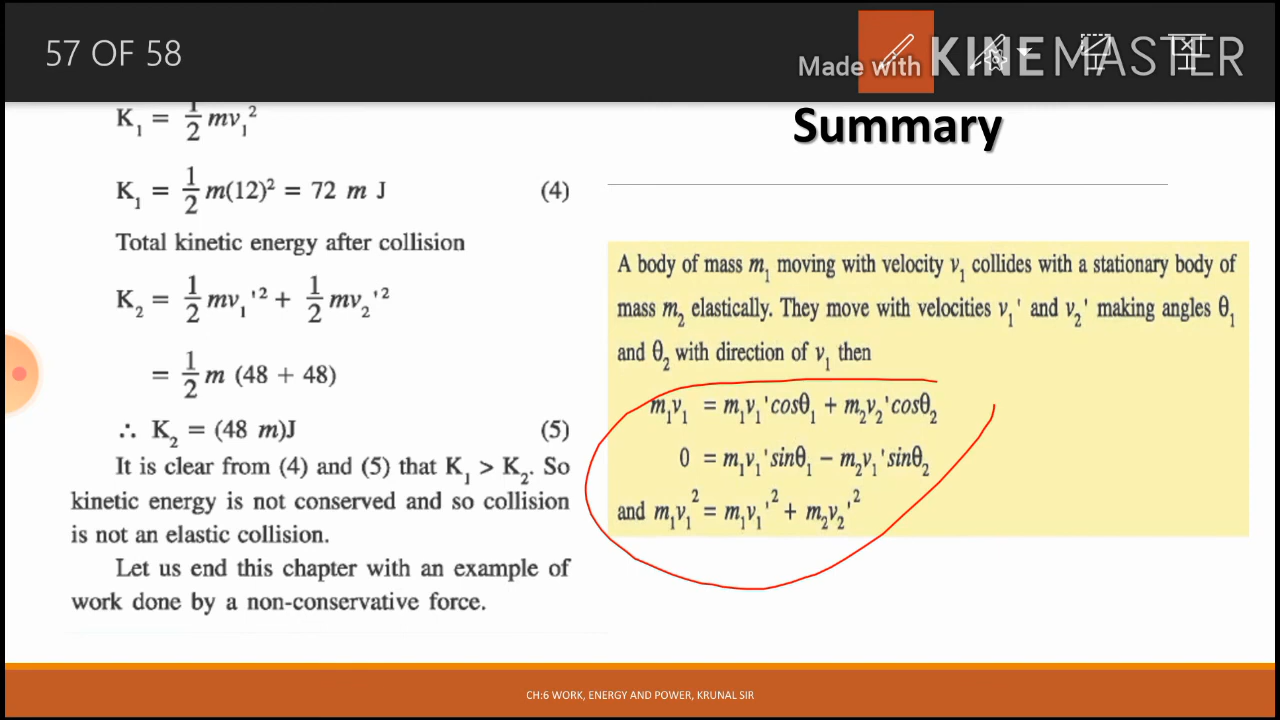 57 OF 58
Made with KINEMASTER
K₁ = 1/2 mv₁²
K₁ = 1/2 m(12)² = 72 m J (4)
Total kinetic energy after collision
K₂ = 1/2 mv₁'² + 1/2 mv₂'²
= 1/2 m (48 + 48)
∴ K₂ = (48 m)J (5)
It is clear from (4) and (5) that K₁ > K₂. So
kinetic energy is not conserved and so collision
is not an elastic collision.
Let us end this chapter with an example of
work done by a non-conservative force.
Summary
A body of mass m₁ moving with velocity v₁ collides with a stationary body of
mass m₂ elastically. They move with velocities v₁' and v₂' making angles θ₁
and θ₂ with direction of v₁ then
m₁v₁ = m₁v₁'cosθ₁ + m₂v₂'cosθ₂
0 = m₁v₁'sinθ₁ − m₂v₁'sinθ₂
and m₁v₁² = m₁v₁'² + m₂v₂'²
CH:6 WORK, ENERGY AND POWER, KRUNAL SIR